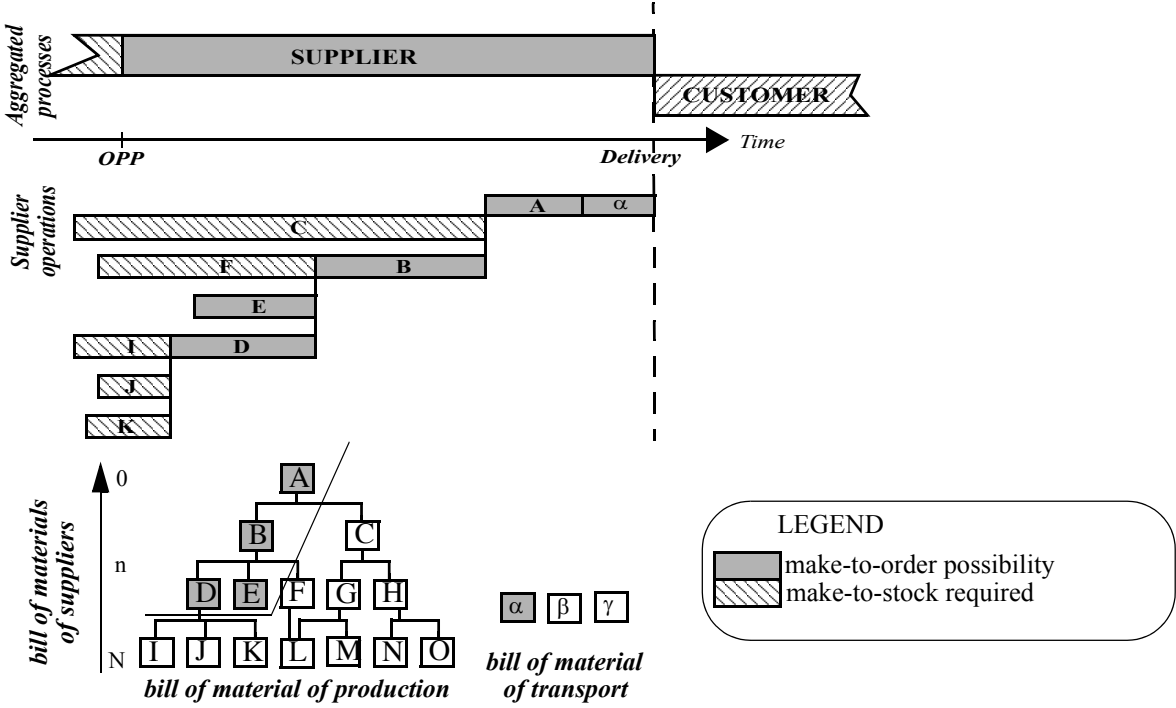 Aggregated
processes
SUPPLIER
CUSTOMER
OPP
Delivery
Time
Supplier
operations
A
α
C
F
B
E
I
D
J
K
bill of materials
of suppliers
0
n
N
A
B
C
D
E
F
G
H
I
J
K
L
M
N
O
bill of material of production
α
β
γ
bill of material
of transport
LEGEND
make-to-order possibility
make-to-stock required